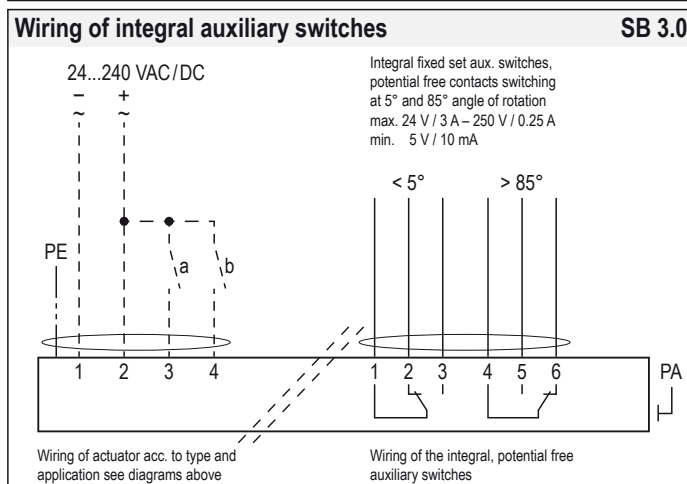 Wiring of integral auxiliary switches SB 3.0
24...240 VAC/DC
– +
~ ~
Integral fixed set aux. switches,
potential free contacts switching
at 5° and 85° angle of rotation
max. 24 V / 3 A – 250 V / 0.25 A
min. 5 V / 10 mA
< 5° > 85°
PE
a b
1 2 3 4 1 2 3 4 5 6 PA
Wiring of actuator acc. to type and
application see diagrams above
Wiring of the integral, potential free
auxiliary switches